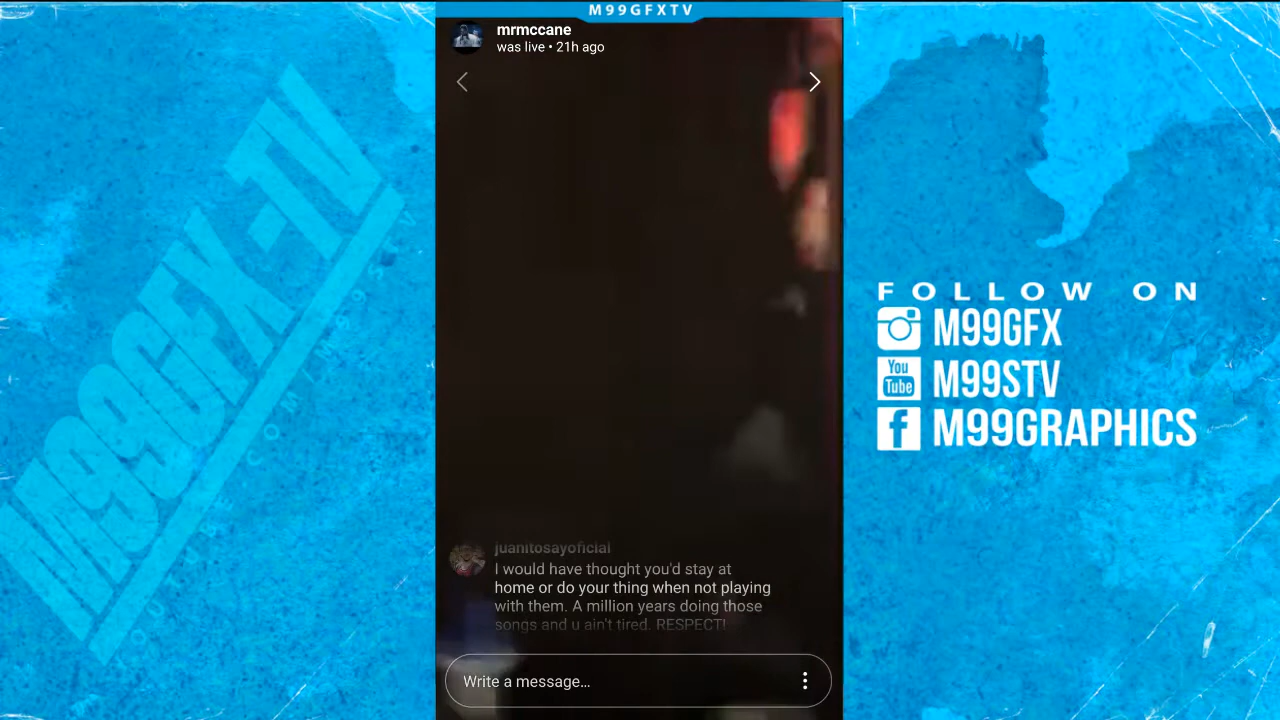 M99GFXTV
mrmccane
was live • 21h ago
M99GFX-TV
FOLLOW ON
M99GFX
You
Tube
M99STV
f M99GRAPHICS
juanitosayoficial
I would have thought you'd stay at
home or do your thing when not playing
with them. A million years doing those
songs and u ain't tired. RESPECT!
Write a message...